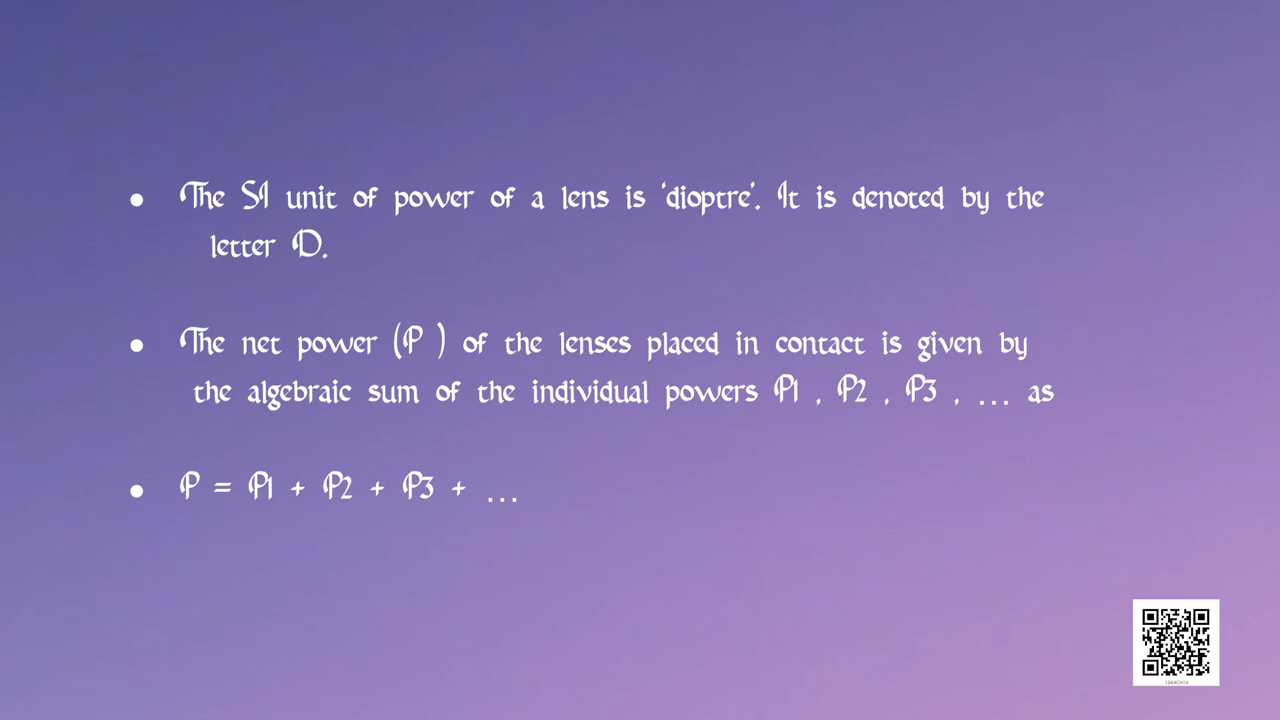 • The SI unit of power of a lens is ‘dioptre’. It is denoted by the
letter D.
• The net power (P ) of the lenses placed in contact is given by
the algebraic sum of the individual powers P1 , P2 , P3 , … as
• P = P1 + P2 + P3 + …
1064CH10